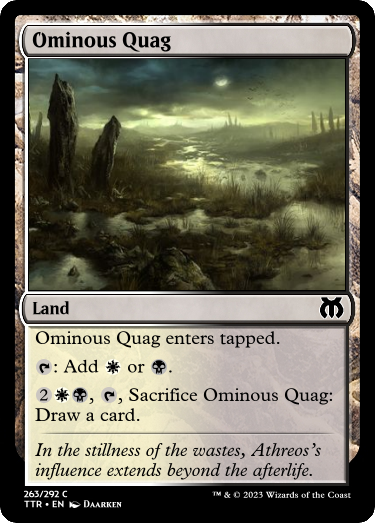 Ominous Quag
Land
Ominous Quag enters tapped.
: Add or .
2 , , Sacrifice Ominous Quag:
Draw a card.
In the stillness of the wastes, Athreos's
influence extends beyond the afterlife.
263/292 C
TTR • EN Daarken
™ & © 2023 Wizards of the Coast